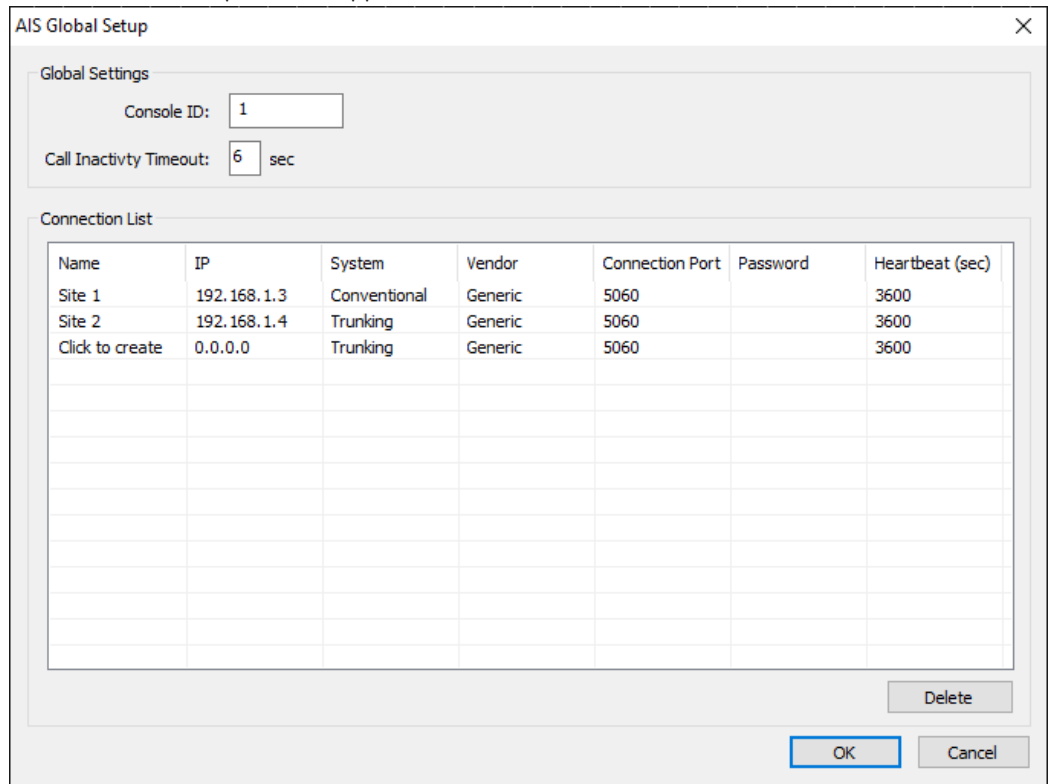 AIS Global Setup
Global Settings
Console ID: 1
Call Inactivty Timeout: 6 sec
Connection List
Name IP System Vendor Connection Port Password Heartbeat (sec)
Site 1 192.168.1.3 Conventional Generic 5060 3600
Site 2 192.168.1.4 Trunking Generic 5060 3600
Click to create 0.0.0.0 Trunking Generic 5060 3600
Delete
OK Cancel